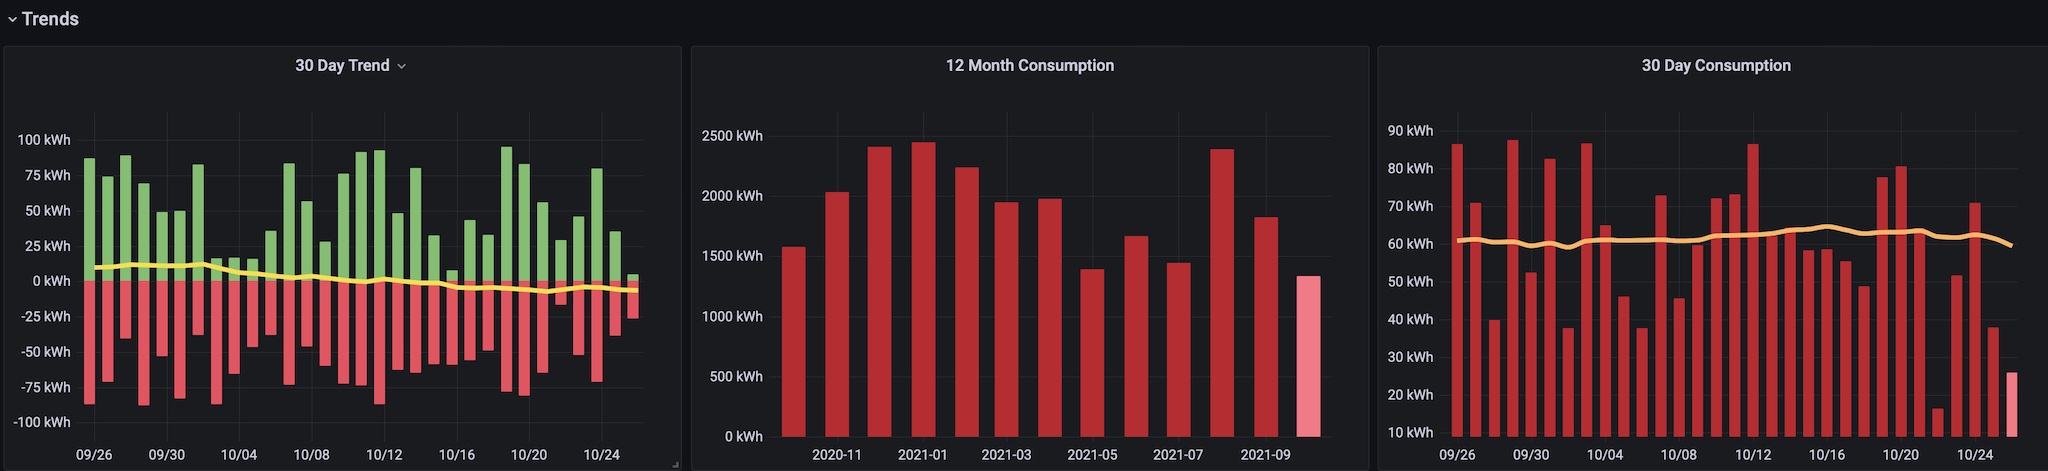 Trends
30 Day Trend
100 kWh
75 kWh
50 kWh
25 kWh
0 kWh
-25 kWh
-50 kWh
-75 kWh
-100 kWh
09/26 09/30 10/04 10/08 10/12 10/16 10/20 10/24
12 Month Consumption
2500 kWh
2000 kWh
1500 kWh
1000 kWh
500 kWh
0 kWh
2020-11 2021-01 2021-03 2021-05 2021-07 2021-09
30 Day Consumption
90 kWh
80 kWh
70 kWh
60 kWh
50 kWh
40 kWh
30 kWh
20 kWh
10 kWh
09/26 09/30 10/04 10/08 10/12 10/16 10/20 10/24